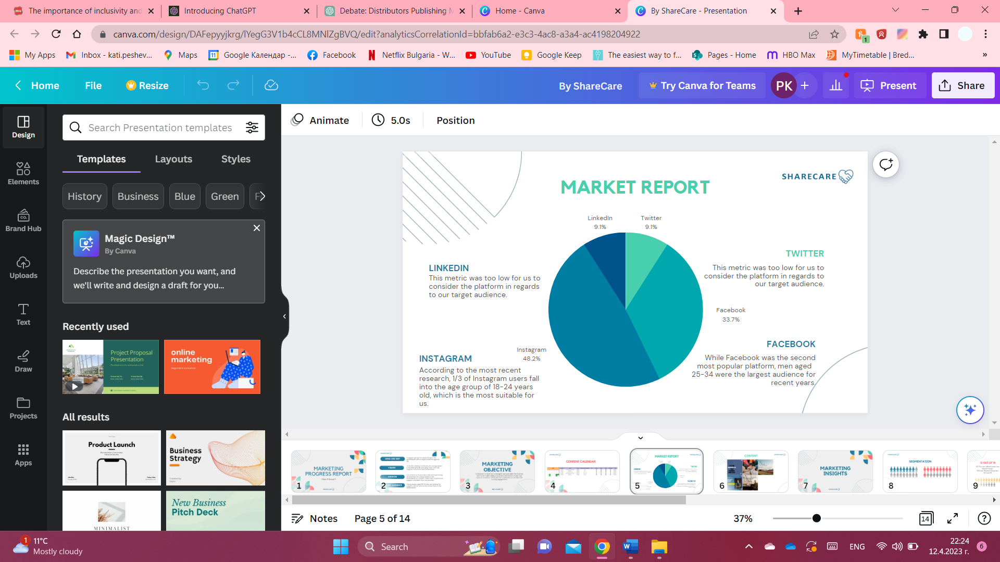 The importance of inclusivity and
Introducing ChatGPT
Debate: Distributors Publishing M
Home - Canva
By ShareCare - Presentation
canva.com/design/DAFepyyjkrg/lYegG3V1b4cCL8MNlZgBVQ/edit?analyticsCorrelationId=bbfab6a2-e3c3-4ac8-a3a4-ac4198204922
1
My Apps
Inbox - kati.peshev...
Maps
Google Календар -...
Facebook
Netflix Bulgaria - W...
YouTube
Google Keep
The easiest way to f...
Pages - Home
HBO Max
MyTimetable | Bred...
»
Home
File
Resize
By ShareCare
Try Canva for Teams
PK
Present
Share
Design
Elements
Brand Hub
Uploads
Text
Draw
Projects
Apps
Search Presentation templates
Templates
Layouts
Styles
History
Business
Blue
Green
Magic Design™
By Canva
Describe the presentation you want, and
we'll write and design a draft for you...
Recently used
Project Proposal
Presentation
online
marketing
All results
Product Launch
Business
Strategy
MINIMALIST
New Business
Pitch Deck
Animate
5.0s
Position
SHARECARE
MARKET REPORT
LinkedIn
9.1%
Twitter
9.1%
TWITTER
This metric was too low for us to
consider the platform in regards to
our target audience.
LINKEDIN
This metric was too low for us to
consider the platform in regards
to our target audience.
Facebook
33.7%
FACEBOOK
While Facebook was the second
most popular platform, men aged
25-34 were the largest audience for
recent years.
Instagram
48.2%
INSTAGRAM
According to the most recent
research, 1/3 of Instagram users fall
into the age group of 18-24 years
old, which is the most suitable for
us.
MARKETING
PROGRESS REPORT
1
WHO ARE WE?
VISION
MISSION
2
MARKETING
OBJECTIVE
3
CONTENT CALENDAR
4
MARKET REPORT
5
CONTENT
6
MARKETING
INSIGHTS
7
SEGMENTATION
8
9
Notes
Page 5 of 14
37%
14
1
11°C
Mostly cloudy
Search
ENG
22:24
12.4.2023 г.
6